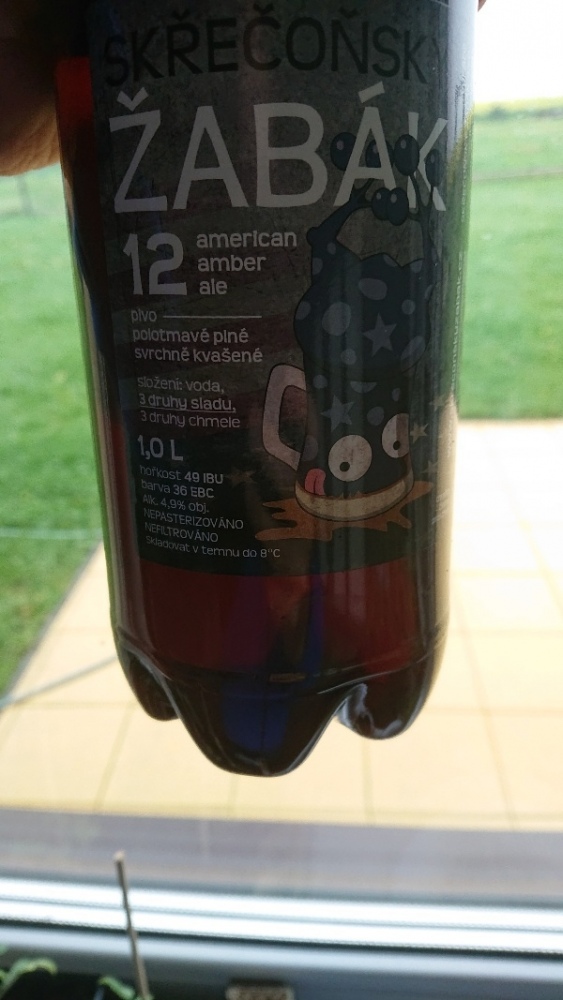 SKŘEČOŇSK
ŽABÁK
12
american
amber
ale
pivo
polotmavé plné
svrchně kvašené
složení: voda,
3 druhy sladu,
3 druhy chmele
1,0 L
hořkost 49 IBU
barva 36 EBC
Alk. 4,9% obj.
NEPASTERIZOVÁNO
NEFILTROVÁNO
Skladovat v temnu do 8°C